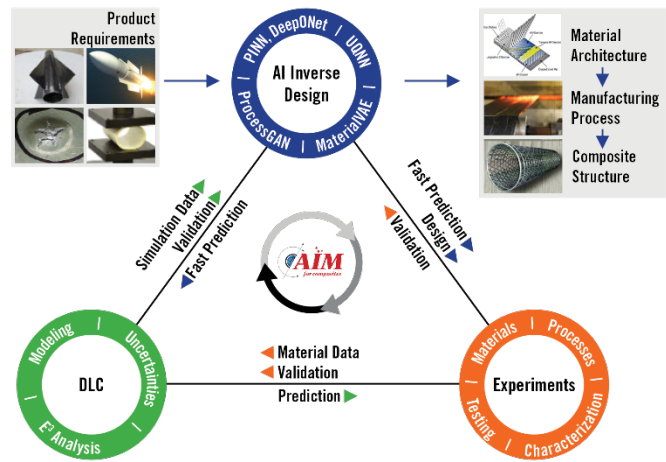 Product
Requirements
PINN, DeepONet | UQNN
ProcessGAN | MaterialVAE
AI Inverse
Design
Material
Architecture
Manufacturing
Process
Composite
Structure
Simulation Data
Validation
Fast Prediction
Fast Prediction
Design
Validation
AÏM
for composites
Modeling | Uncertainties
E³ Analysis
DLC
Material Data
Validation
Prediction
Materials | Processes
Testing | Characterization
Experiments